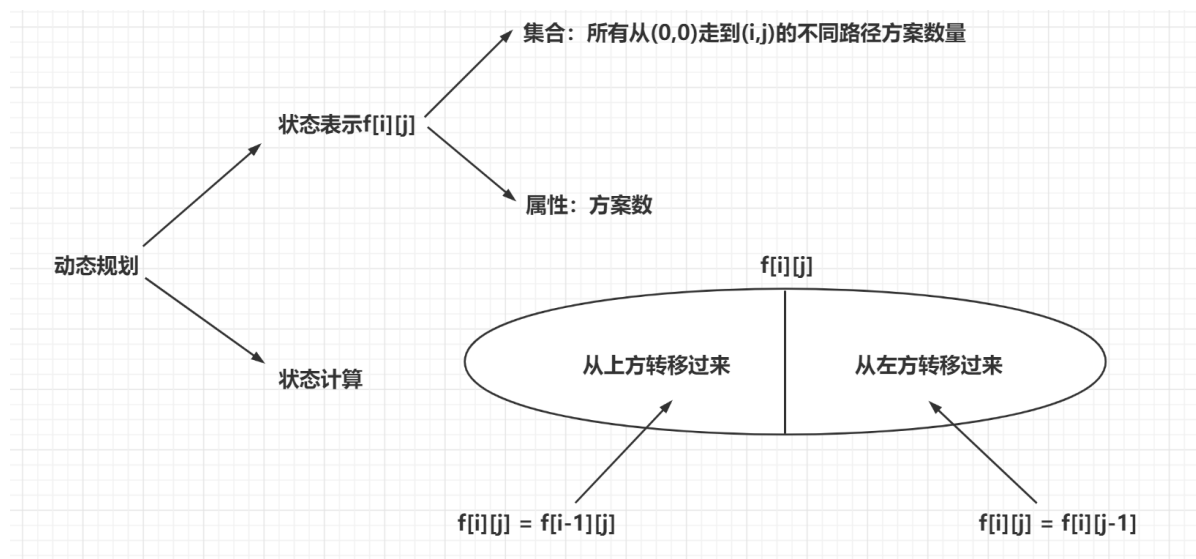 集合：所有从(0,0)走到(i,j)的不同路径方案数量
状态表示f[i][j]
属性：方案数
动态规划
f[i][j]
从上方转移过来
从左方转移过来
状态计算
f[i][j] = f[i-1][j]
f[i][j] = f[i][j-1]